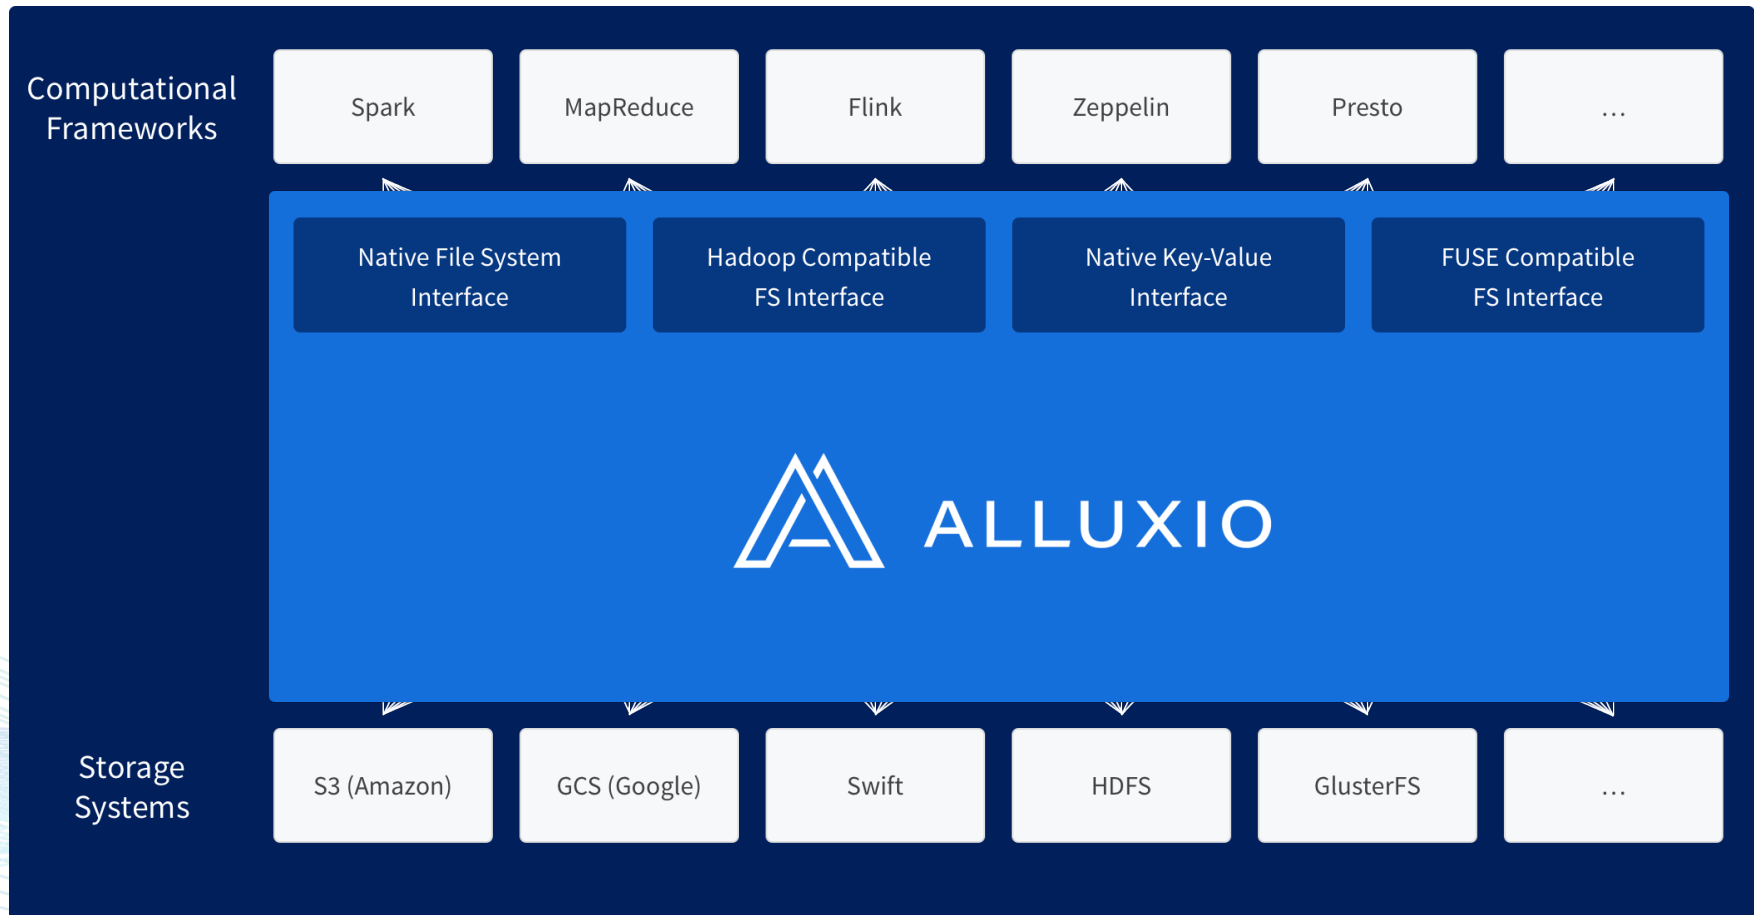 Computational
Frameworks
Spark
MapReduce
Flink
Zeppelin
Presto
...
Native File System
Interface
Hadoop Compatible
FS Interface
Native Key-Value
Interface
FUSE Compatible
FS Interface
ALLUXIO
Storage
Systems
S3 (Amazon)
GCS (Google)
Swift
HDFS
GlusterFS
...